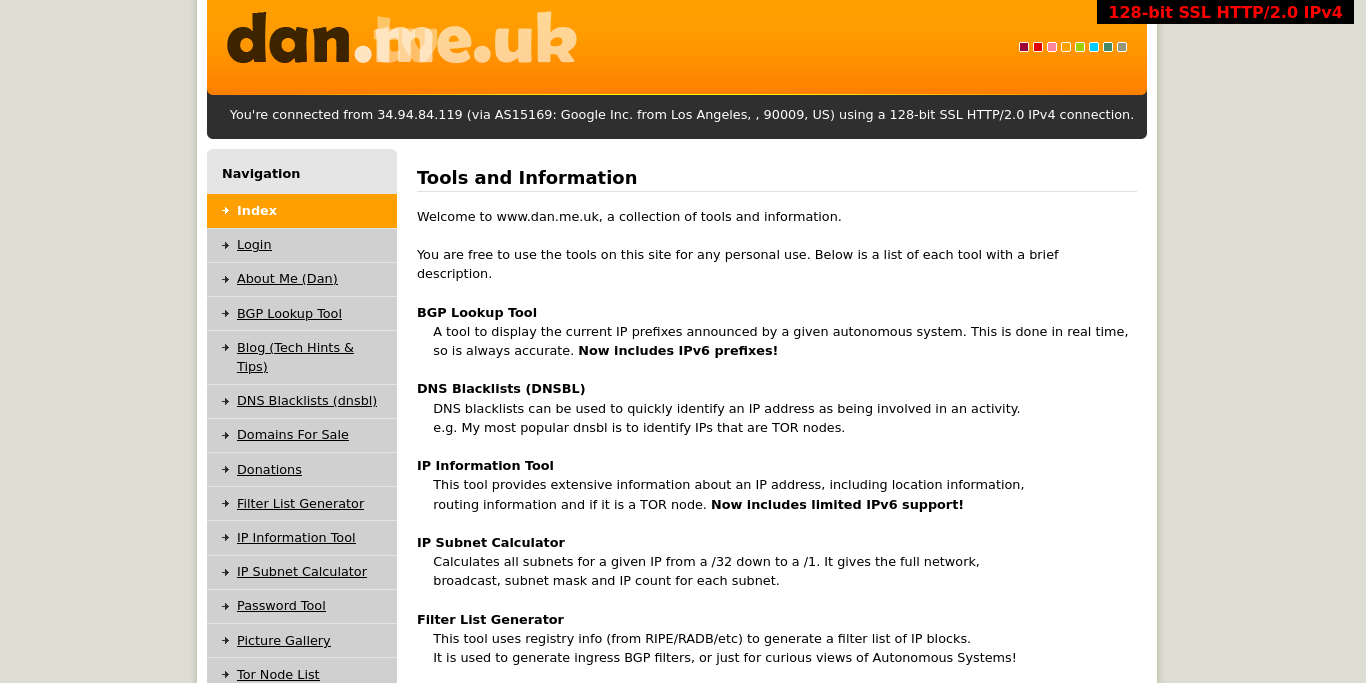 128-bit SSL HTTP/2.0 IPv4
dan.me.uk
You're connected from 34.94.84.119 (via AS15169: Google Inc. from Los Angeles, , 90009, US) using a 128-bit SSL HTTP/2.0 IPv4 connection.
Navigation
Index
Login
About Me (Dan)
BGP Lookup Tool
Blog (Tech Hints &
Tips)
DNS Blacklists (dnsbl)
Domains For Sale
Donations
Filter List Generator
IP Information Tool
IP Subnet Calculator
Password Tool
Picture Gallery
Tor Node List
Tools and Information
Welcome to www.dan.me.uk, a collection of tools and information.
You are free to use the tools on this site for any personal use. Below is a list of each tool with a brief
description.
BGP Lookup Tool
A tool to display the current IP prefixes announced by a given autonomous system. This is done in real time,
so is always accurate. Now includes IPv6 prefixes!
DNS Blacklists (DNSBL)
DNS blacklists can be used to quickly identify an IP address as being involved in an activity.
e.g. My most popular dnsbl is to identify IPs that are TOR nodes.
IP Information Tool
This tool provides extensive information about an IP address, including location information,
routing information and if it is a TOR node. Now includes limited IPv6 support!
IP Subnet Calculator
Calculates all subnets for a given IP from a /32 down to a /1. It gives the full network,
broadcast, subnet mask and IP count for each subnet.
Filter List Generator
This tool uses registry info (from RIPE/RADB/etc) to generate a filter list of IP blocks.
It is used to generate ingress BGP filters, or just for curious views of Autonomous Systems!